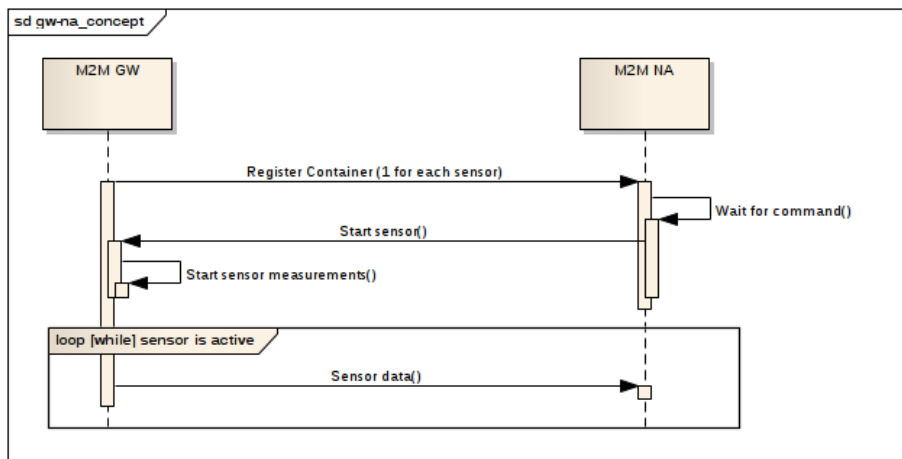 sd gw-na_concept
M2M GW
M2M NA
Register Container (1 for each sensor)
Wait for command()
Start sensor()
Start sensor measurements()
loop [while] sensor is active
Sensor data()